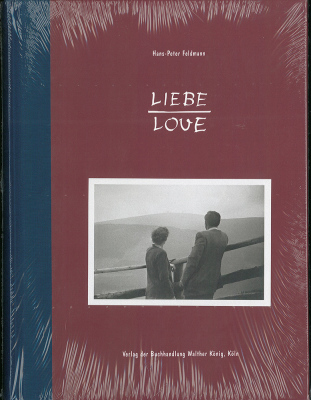 Hans-Peter Feldmann
LIEBE
LOVE
Verlag der Buchhandlung Walther König, Köln